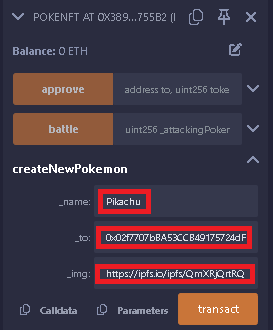 POKENFT AT 0X389...755B2 (
Balance: 0 ETH
approve address to, uint256 toke
battle uint256 _attackingPoker
createNewPokemon
_name: Pikachu
_to: 0x02f7707bBA53CCB49175724dF
_img: https://ipfs.io/ipfs/QmXRjQrtRQ
Calldata Parameters transact